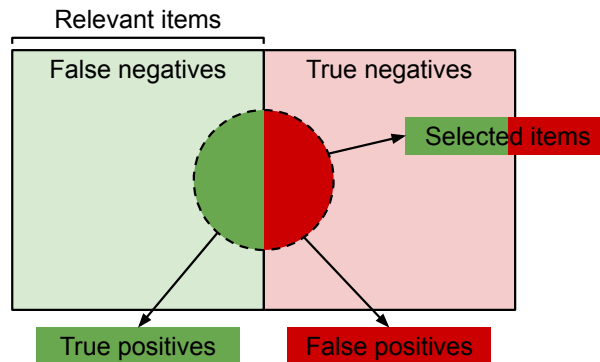 Relevant items
False negatives
True negatives
Selected items
True positives
False positives